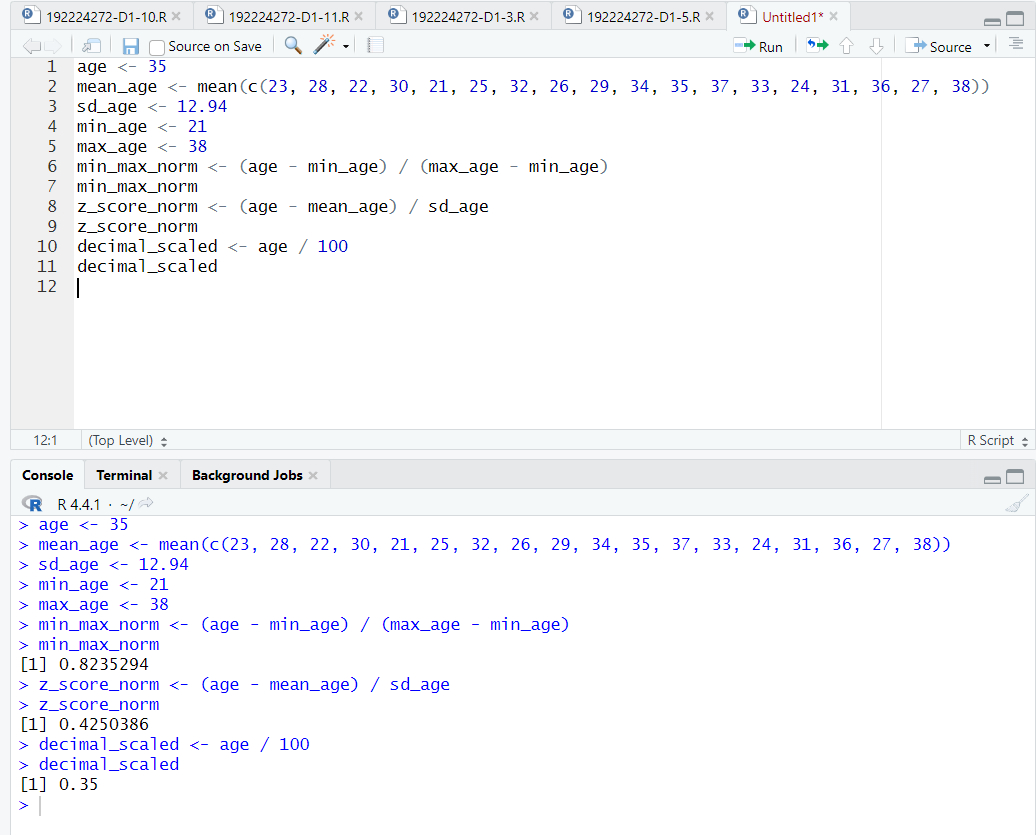 192224272-D1-10.R 192224272-D1-11.R 192224272-D1-3.R 192224272-D1-5.R Untitled1*
Source on Save Run Source
1 age <- 35
2 mean_age <- mean(c(23, 28, 22, 30, 21, 25, 32, 26, 29, 34, 35, 37, 33, 24, 31, 36, 27, 38))
3 sd_age <- 12.94
4 min_age <- 21
5 max_age <- 38
6 min_max_norm <- (age - min_age) / (max_age - min_age)
7 min_max_norm
8 z_score_norm <- (age - mean_age) / sd_age
9 z_score_norm
10 decimal_scaled <- age / 100
11 decimal_scaled
12
12:1 (Top Level) R Script
Console Terminal Background Jobs
R R 4.4.1 · ~/
> age <- 35
> mean_age <- mean(c(23, 28, 22, 30, 21, 25, 32, 26, 29, 34, 35, 37, 33, 24, 31, 36, 27, 38))
> sd_age <- 12.94
> min_age <- 21
> max_age <- 38
> min_max_norm <- (age - min_age) / (max_age - min_age)
> min_max_norm
[1] 0.8235294
> z_score_norm <- (age - mean_age) / sd_age
> z_score_norm
[1] 0.4250386
> decimal_scaled <- age / 100
> decimal_scaled
[1] 0.35
>